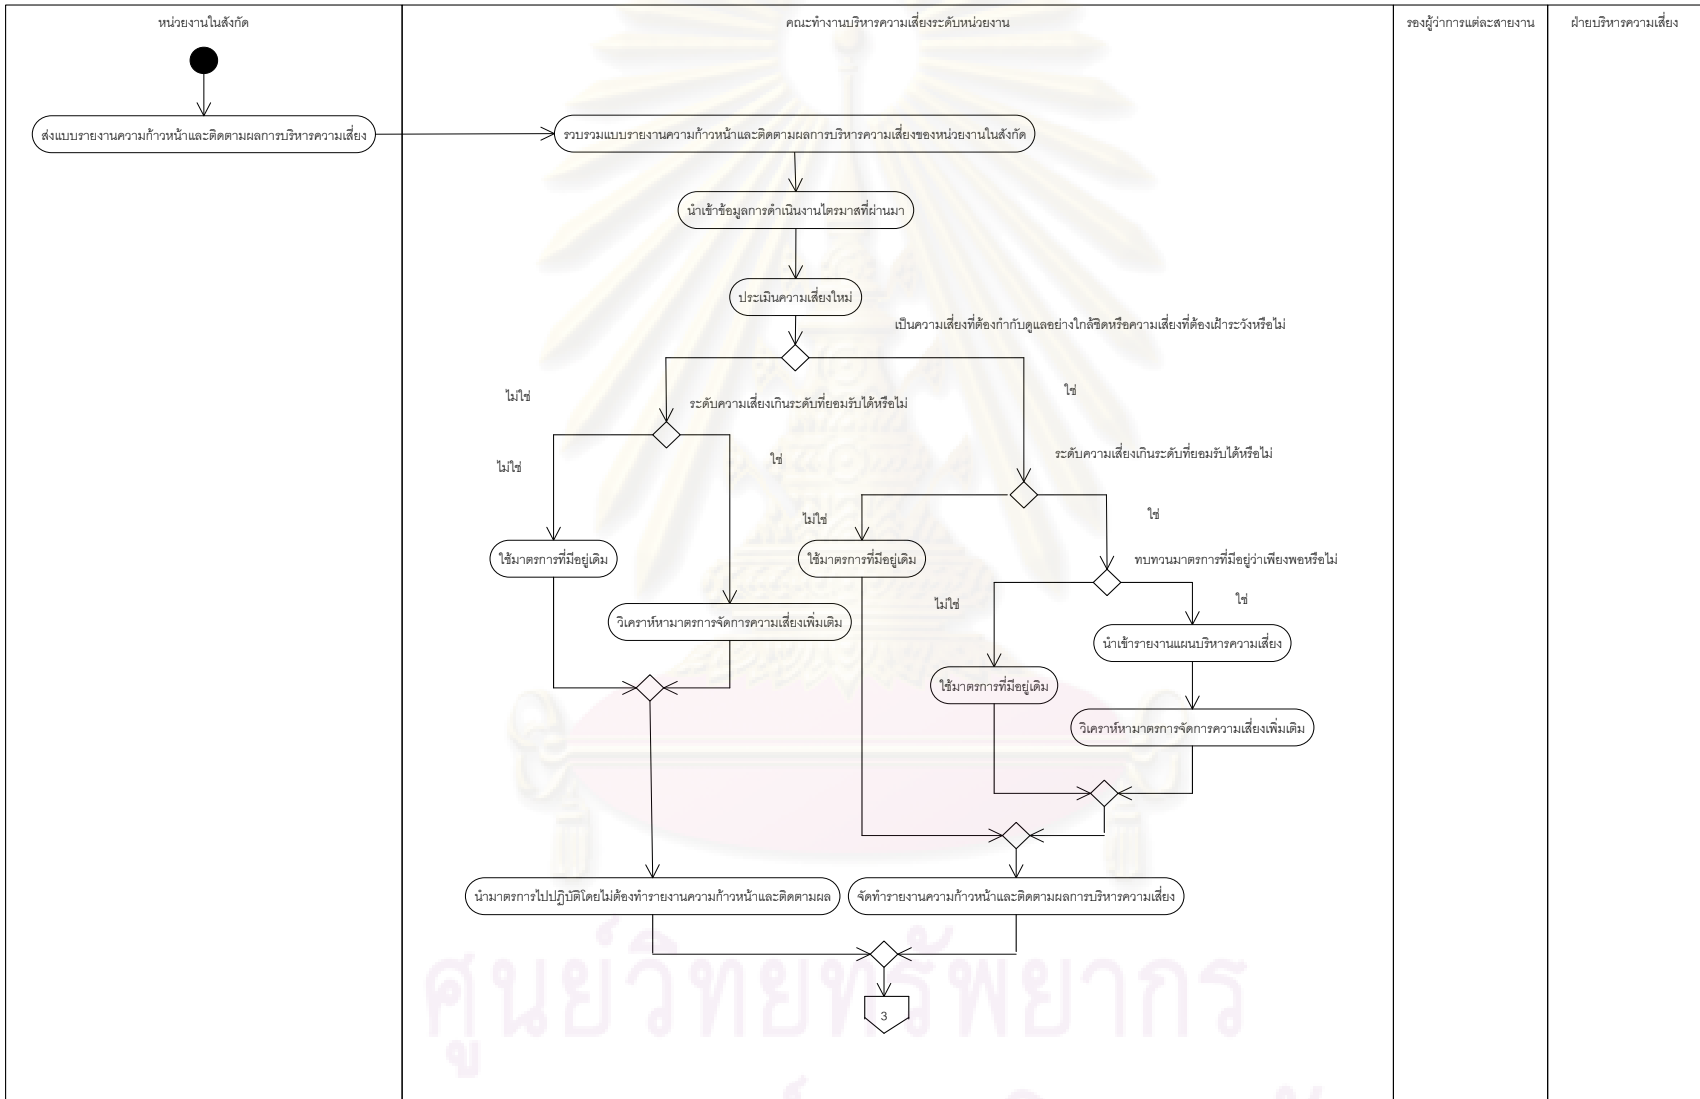 หน่วยงานในสังกัด
คณะทำงานบริหารความเสี่ยงระดับหน่วยงาน
รองผู้ว่าการแต่ละสายงาน
ฝ่ายบริหารความเสี่ยง
ส่งแบบรายงานความก้าวหน้าและติดตามผลการบริหารความเสี่ยง
รวบรวมแบบรายงานความก้าวหน้าและติดตามผลการบริหารความเสี่ยงของหน่วยงานในสังกัด
นำเข้าข้อมูลการดำเนินงานไตรมาสที่ผ่านมา
ประเมินความเสี่ยงใหม่
เป็นความเสี่ยงที่ต้องกำกับดูแลอย่างใกล้ชิดหรือความเสี่ยงที่ต้องเฝ้าระวังหรือไม่
ไม่ใช่
ระดับความเสี่ยงเกินระดับที่ยอมรับได้หรือไม่
ใช่
ไม่ใช่
ใช่
ระดับความเสี่ยงเกินระดับที่ยอมรับได้หรือไม่
ไม่ใช่
ใช่
ใช้มาตรการที่มีอยู่เดิม
ใช้มาตรการที่มีอยู่เดิม
ทบทวนมาตรการที่มีอยู่ว่าเพียงพอหรือไม่
ไม่ใช่
ใช่
วิเคราห์หามาตรการจัดการความเสี่ยงเพิ่มเติม
นำเข้ารายงานแผนบริหารความเสี่ยง
ใช้มาตรการที่มีอยู่เดิม
วิเคราห์หามาตรการจัดการความเสี่ยงเพิ่มเติม
นำมาตรการไปปฏิบัติโดยไม่ต้องทำรายงานความก้าวหน้าและติดตามผล
จัดทำรายงานความก้าวหน้าและติดตามผลการบริหารความเสี่ยง
3
ศูนย์วิทยทรัพยากร